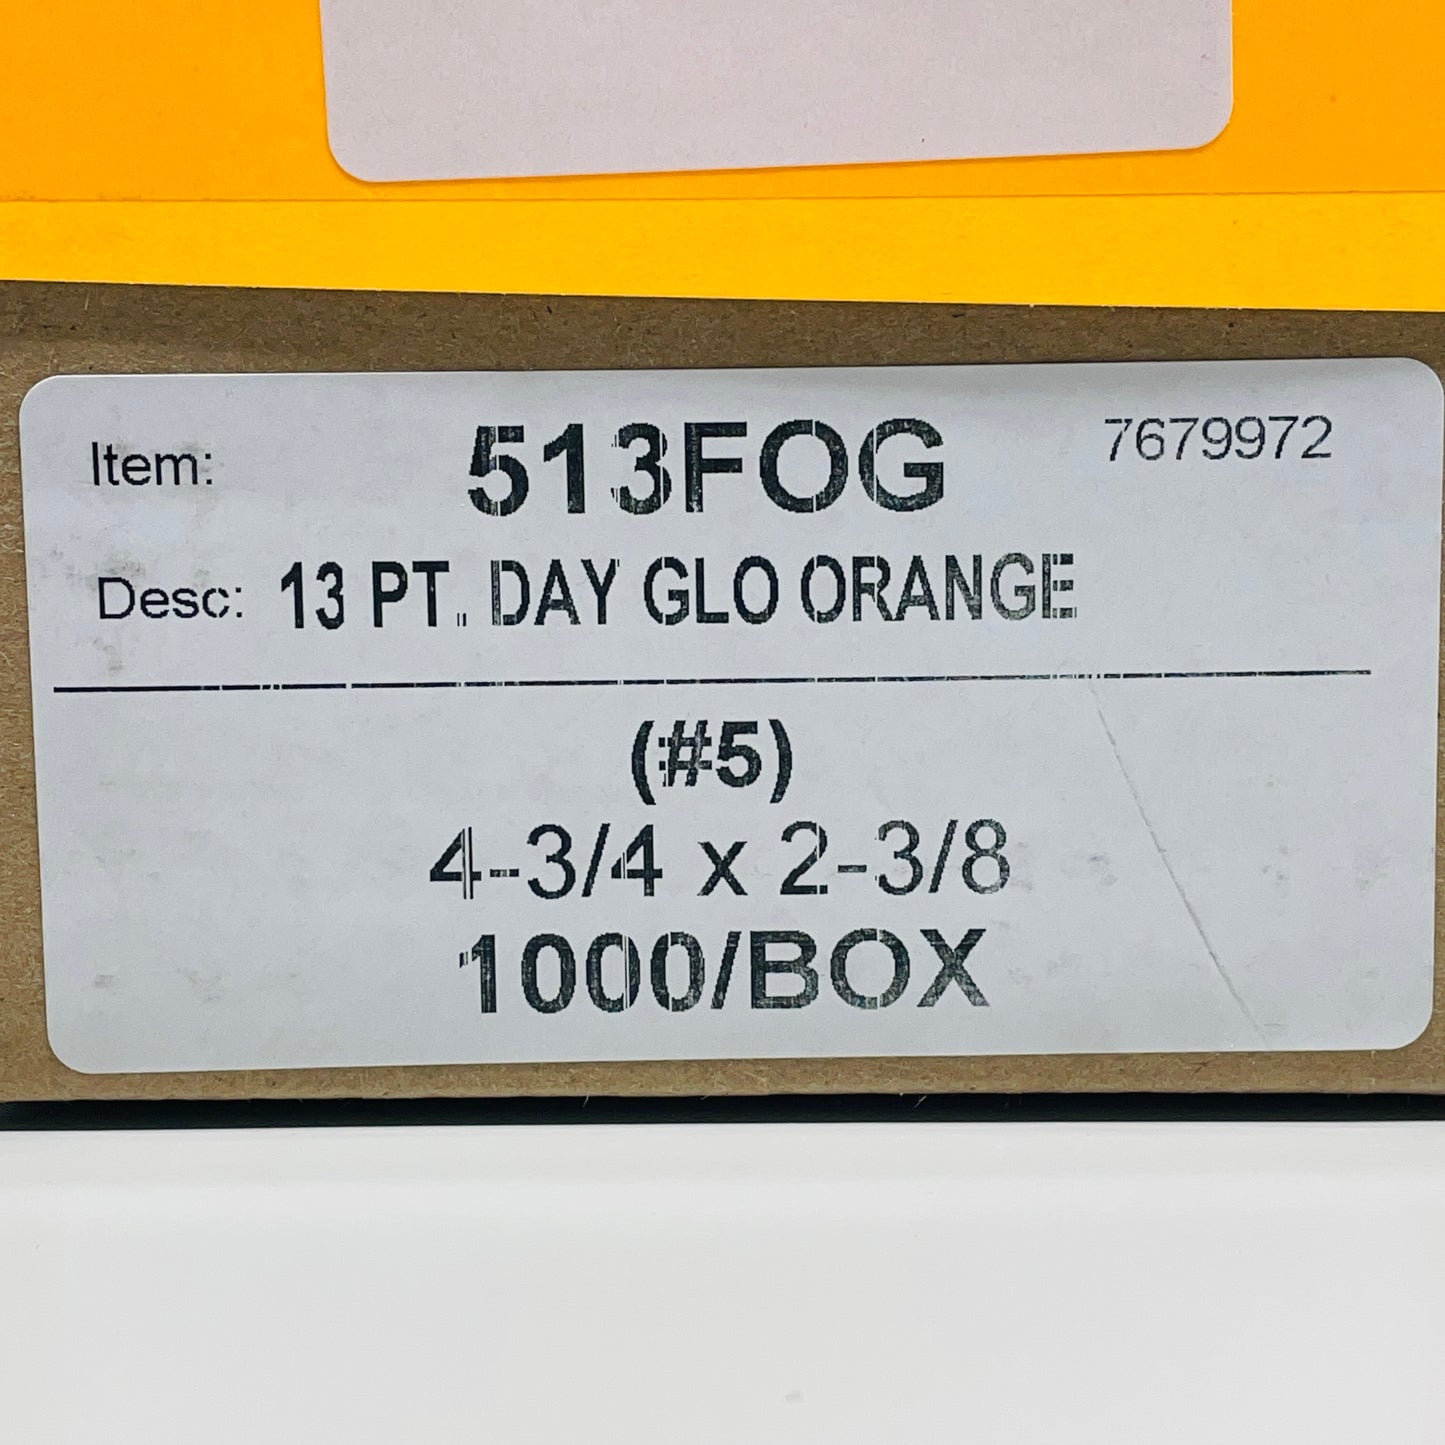 Item: 513FOG 7679972
Desc: 13 PT. DAY GLO ORANGE
(#5)
4-3/4 x 2-3/8
1000/BOX